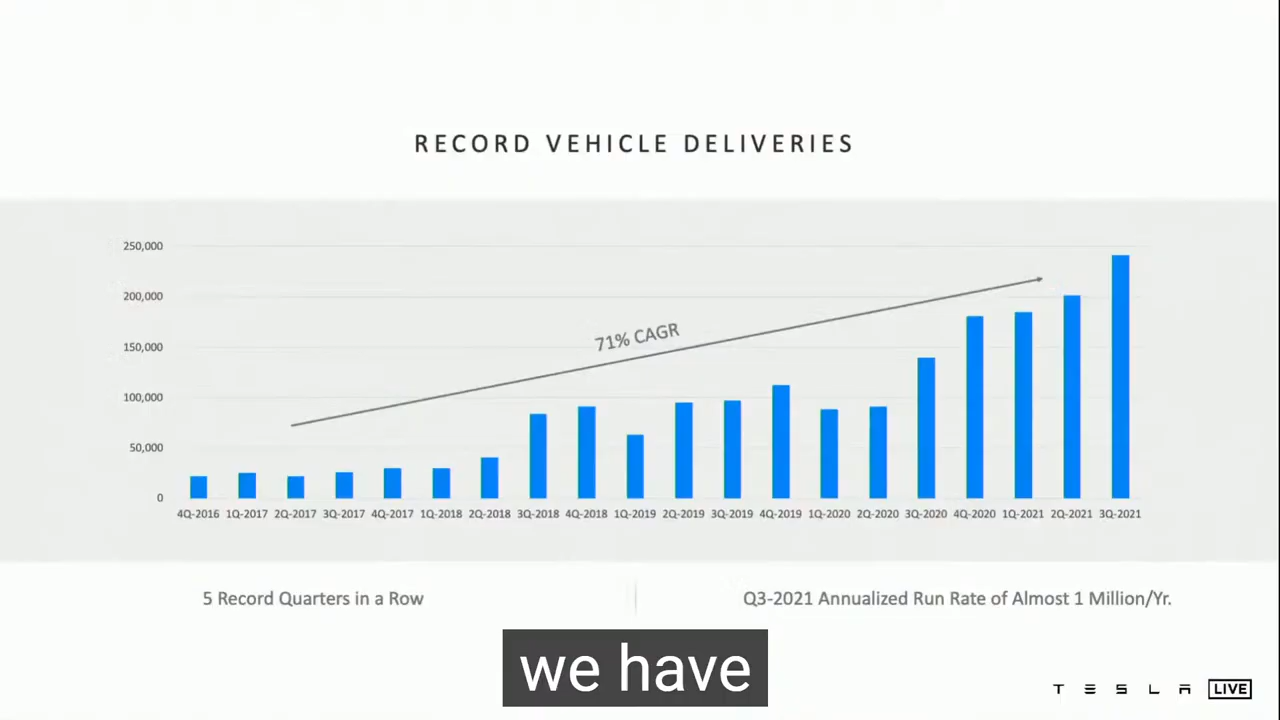 RECORD VEHICLE DELIVERIES
250,000
200,000
150,000
100,000
50,000
0
71% CAGR
4Q-2016 1Q-2017 2Q-2017 3Q-2017 4Q-2017 1Q-2018 2Q-2018 3Q-2018 4Q-2018 1Q-2019 2Q-2019 3Q-2019 4Q-2019 1Q-2020 2Q-2020 3Q-2020 4Q-2020 1Q-2021 2Q-2021 3Q-2021
5 Record Quarters in a Row
Q3-2021 Annualized Run Rate of Almost 1 Million/Yr.
we have
TESLA LIVE